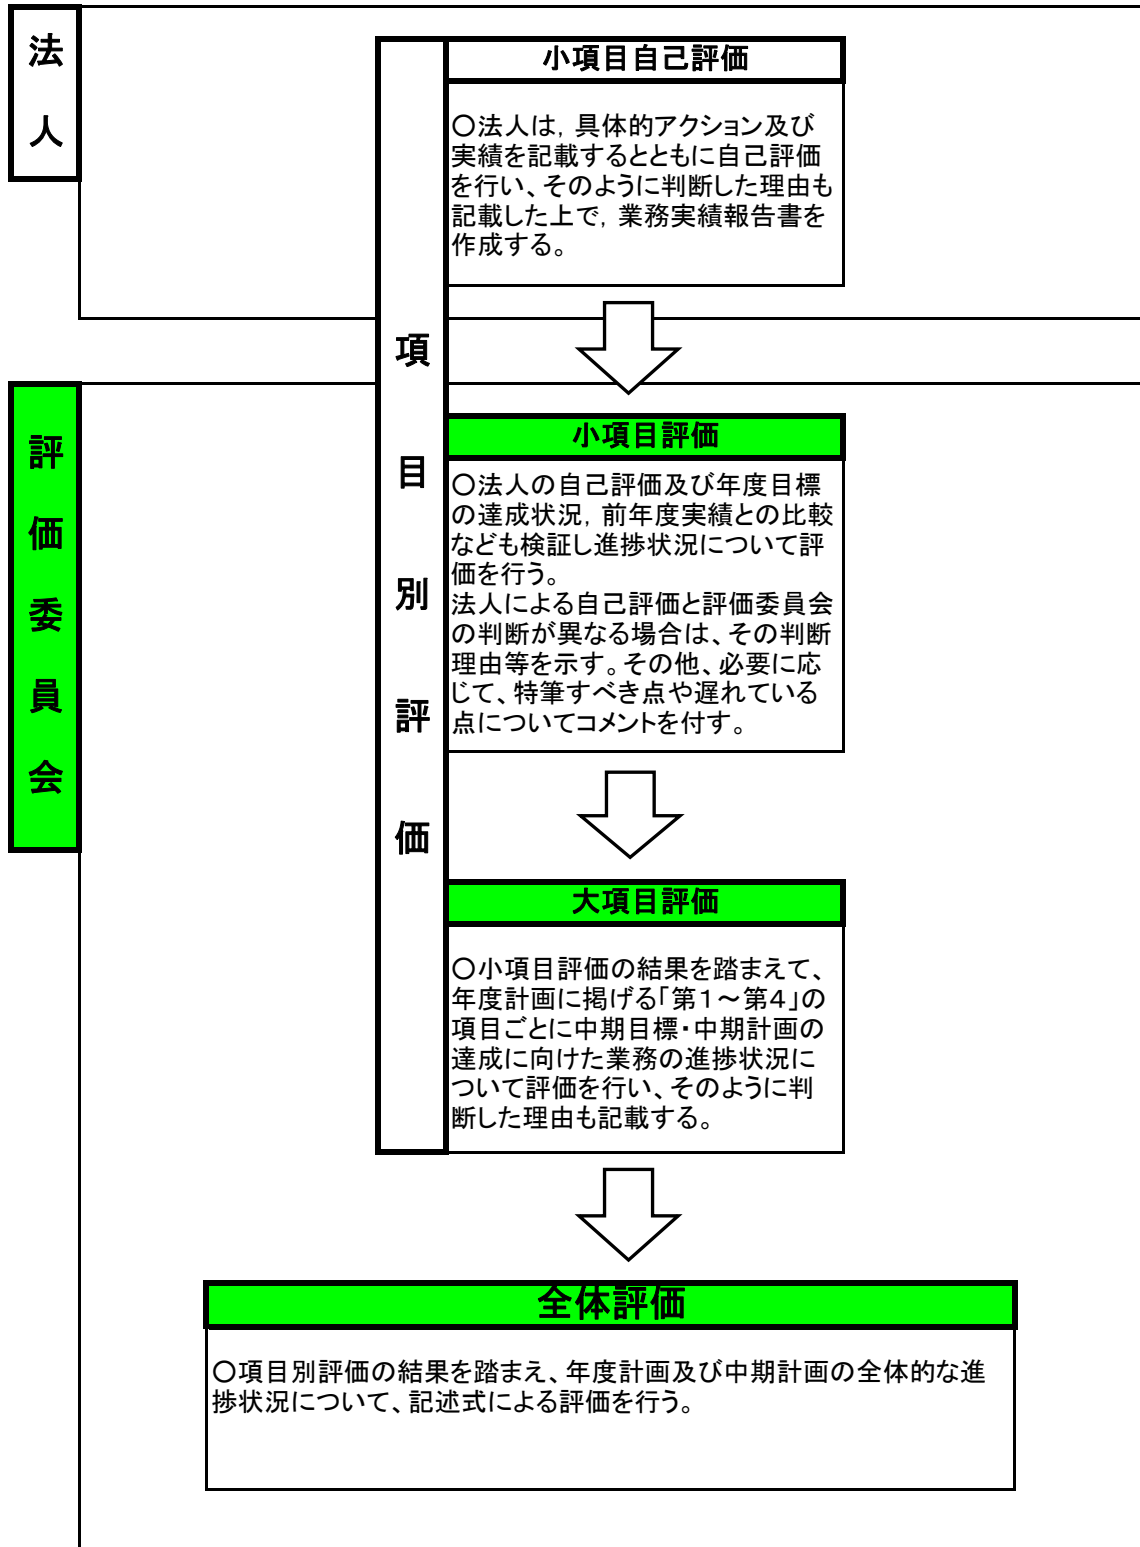 法人
小項目自己評価
〇法人は, 具体的アクション及び
実績を記載するとともに自己評価
を行い、そのように判断した理由も
記載した上で, 業務実績報告書を
作成する。
項目別評価
評価委員会
小項目評価
〇法人の自己評価及び年度目標
の達成状況, 前年度実績との比較
なども検証し進捗状況について評
価を行う。
法人による自己評価と評価委員会
の判断が異なる場合は、その判断
理由等を示す。その他、必要に応
じて、特筆すべき点や遅れている
点についてコメントを付す。
大項目評価
〇小項目評価の結果を踏まえて、
年度計画に掲げる「第１～第４」の
項目ごとに中期目標・中期計画の
達成に向けた業務の進捗状況に
ついて評価を行い、そのように判
断した理由も記載する。
全体評価
〇項目別評価の結果を踏まえ、年度計画及び中期計画の全体的な進
捗状況について、記述式による評価を行う。